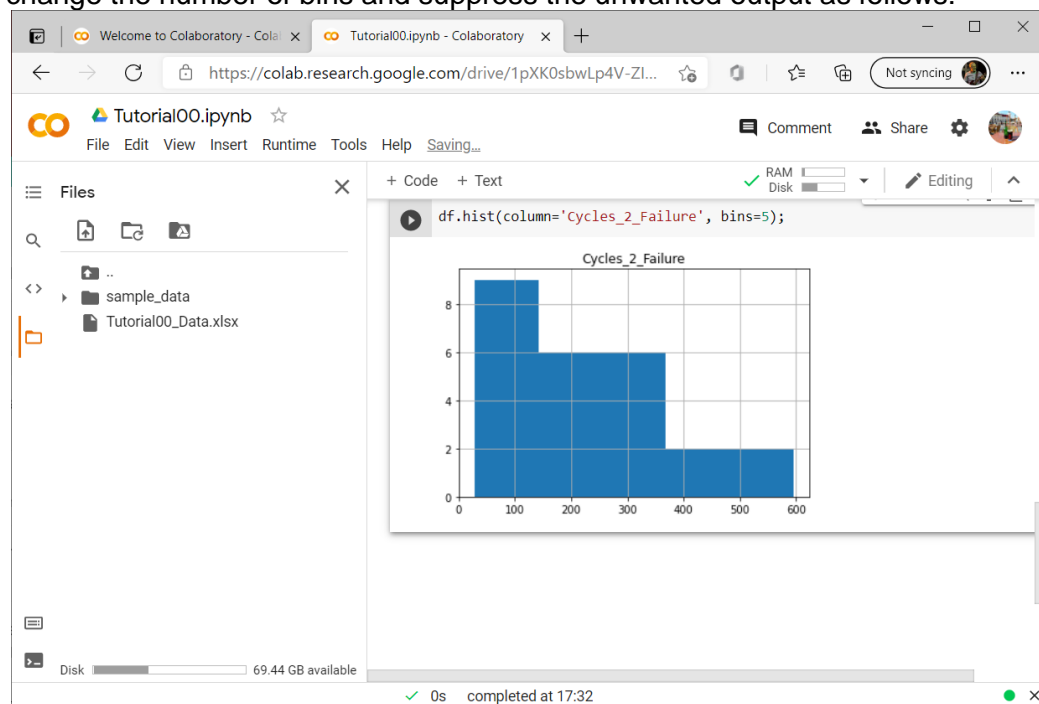 change the number of bins and suppress the unwanted output as follows.
Welcome to Colaboratory - Cola
Tutorial00.ipynb - Colaboratory
https://colab.research.google.com/drive/1pXK0sbwLp4V-ZI...
Not syncing
Tutorial00.ipynb
File Edit View Insert Runtime Tools Help Saving...
Comment
Share
Files
+ Code + Text
RAM
Disk
Editing
df.hist(column='Cycles_2_Failure', bins=5);
..
sample_data
Tutorial00_Data.xlsx
Cycles_2_Failure
8
6
4
2
0
0 100 200 300 400 500 600
Disk
69.44 GB available
0s completed at 17:32